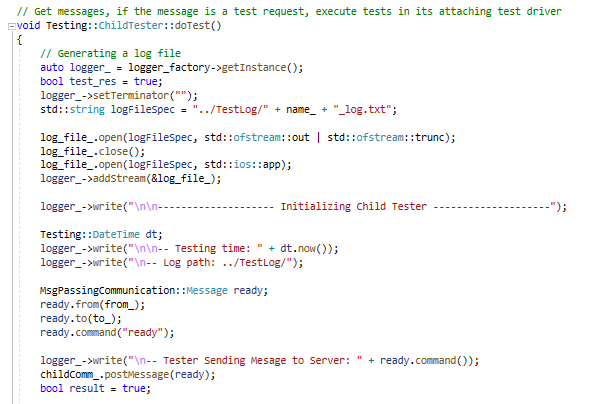 // Get messages, if the message is a test request, execute tests in its attaching test driver
void Testing::ChildTester::doTest()
{
// Generating a log file
auto logger_ = logger_factory->getInstance();
bool test_res = true;
logger_->setTerminator("");
std::string logFileSpec = "../TestLog/" + name_ + "_log.txt";
log_file_.open(logFileSpec, std::ofstream::out | std::ofstream::trunc);
log_file_.close();
log_file_.open(logFileSpec, std::ios::app);
logger_->addStream(&log_file_);
logger_->write("\n\n-------------------- Initializing Child Tester --------------------");
Testing::DateTime dt;
logger_->write("\n\n-- Testing time: " + dt.now());
logger_->write("\n-- Log path: ../TestLog/");
MsgPassingCommunication::Message ready;
ready.from(from_);
ready.to(to_);
ready.command("ready");
logger_->write("\n-- Tester Sending Mesage to Server: " + ready.command());
childComm_.postMessage(ready);
bool result = true;